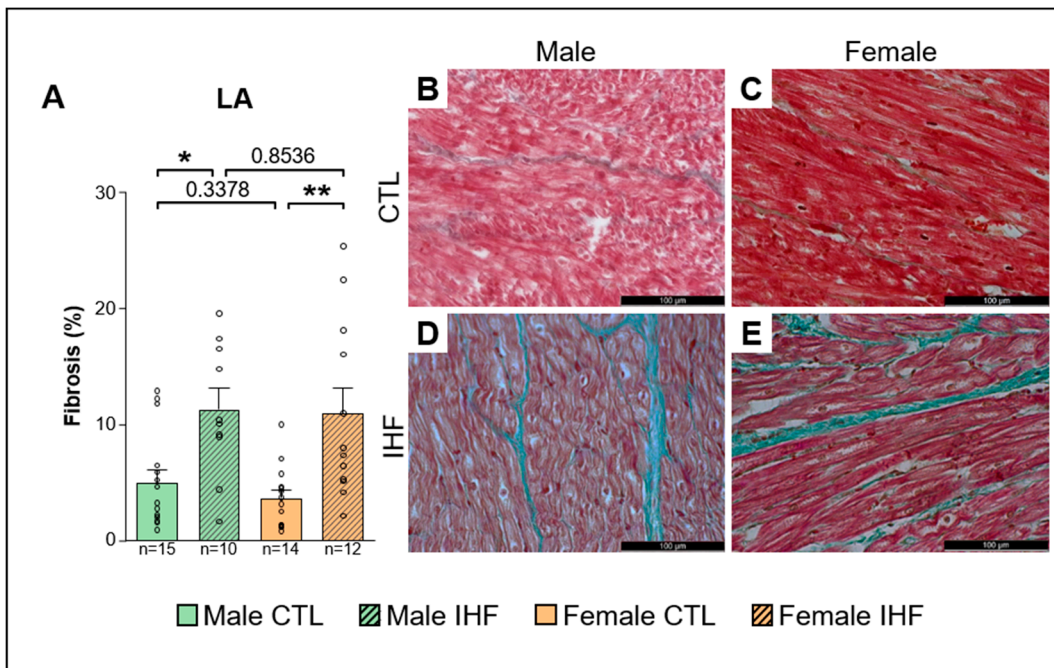 Male Female
A LA B C
* 0.8536
0.3378 **
CTL
30
20
10
0
Fibrosis (%)
n=15 n=10 n=14 n=12
100 µm 100 µm
D E
IHF
100 µm 100 µm
Male CTL Male IHF Female CTL Female IHF